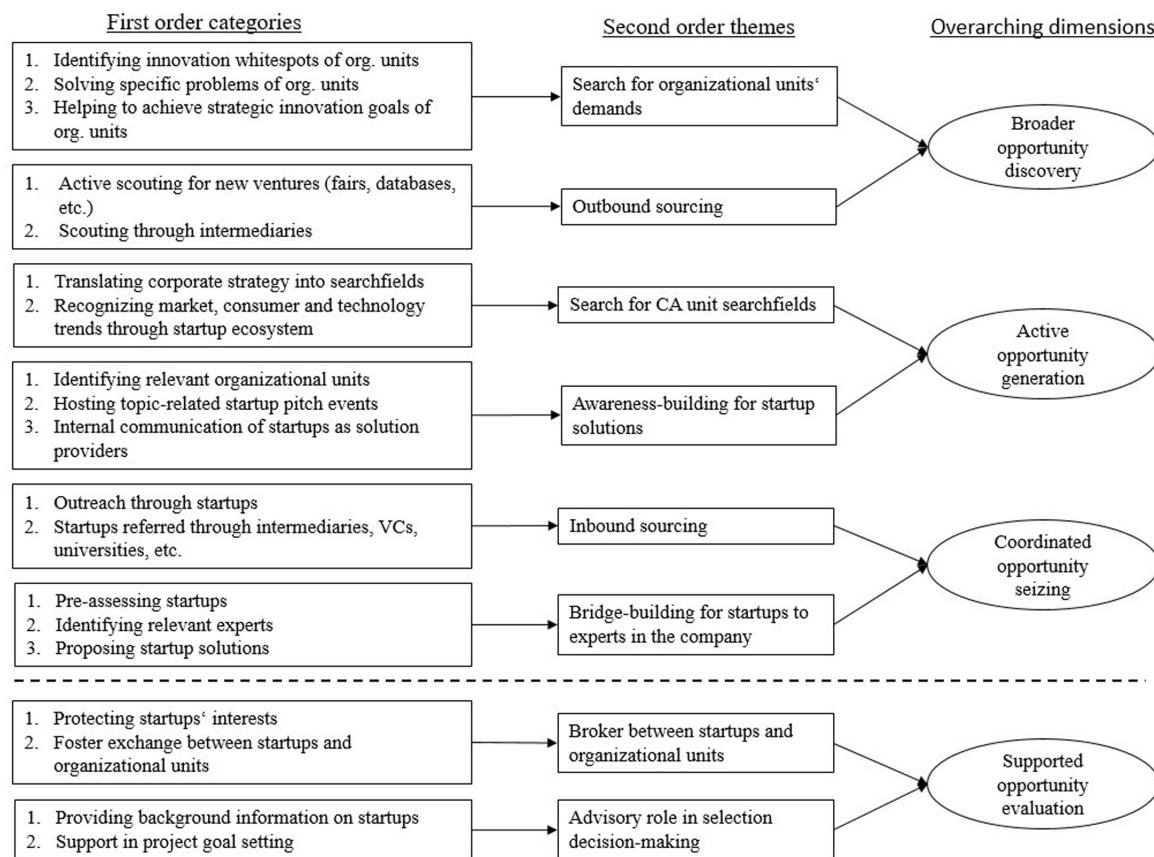 First order categories
Second order themes
Overarching dimensions
1. Identifying innovation whitespots of org. units
2. Solving specific problems of org. units
3. Helping to achieve strategic innovation goals of
org. units
Search for organizational units‘
demands
Broader
opportunity
discovery
1. Active scouting for new ventures (fairs, databases,
etc.)
2. Scouting through intermediaries
Outbound sourcing
1. Translating corporate strategy into searchfields
2. Recognizing market, consumer and technology
trends through startup ecosystem
Search for CA unit searchfields
Active
opportunity
generation
1. Identifying relevant organizational units
2. Hosting topic-related startup pitch events
3. Internal communication of startups as solution
providers
Awareness-building for startup
solutions
1. Outreach through startups
2. Startups referred through intermediaries, VCs,
universities, etc.
Inbound sourcing
Coordinated
opportunity
seizing
1. Pre-assessing startups
2. Identifying relevant experts
3. Proposing startup solutions
Bridge-building for startups to
experts in the company
1. Protecting startups‘ interests
2. Foster exchange between startups and
organizational units
Broker between startups and
organizational units
Supported
opportunity
evaluation
1. Providing background information on startups
2. Support in project goal setting
Advisory role in selection
decision-making